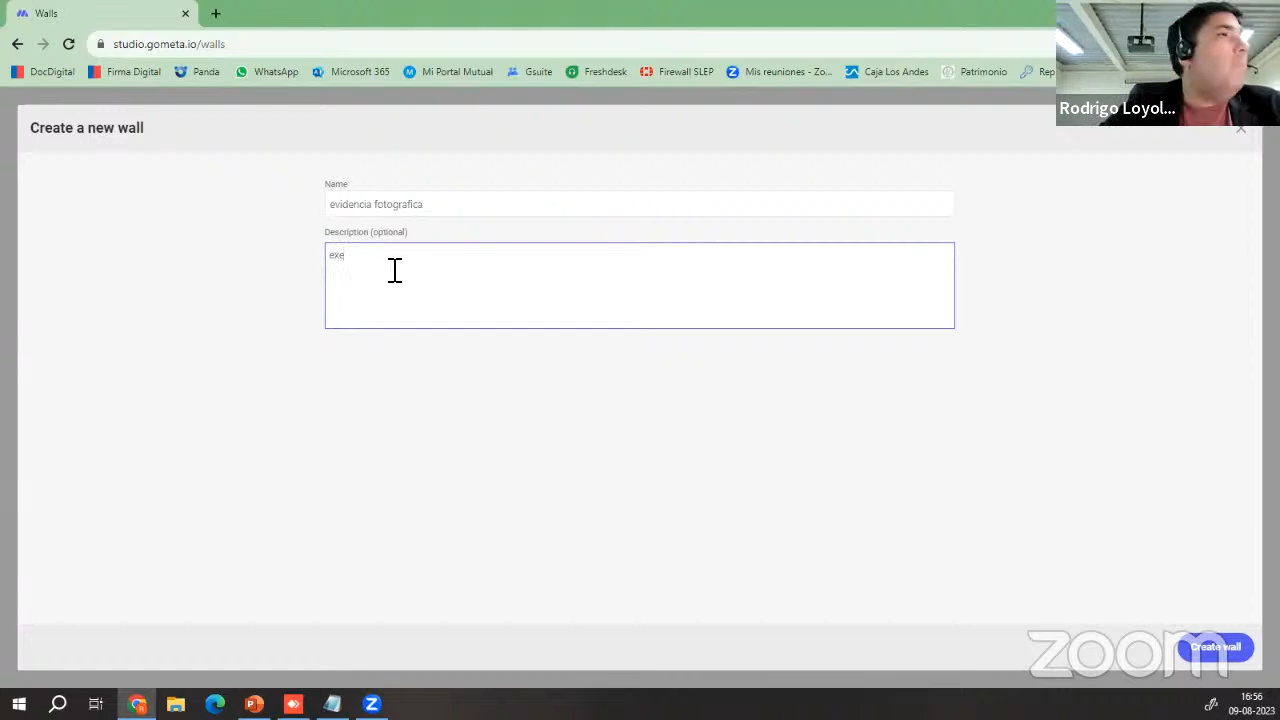 Walls
studio.gometa.io/walls
DocDigital
Firma Digital
Panda
WhatsApp
Microsoft 365
Mi Portal Mutual
Gsuite
Freshdesk
Firewall SLEP
Mis reuniones - Zo...
Caja Los Andes
Patrimonio
Rep
Rodrigo Loyol...
Create a new wall
Name
evidencia fotografica
Description (optional)
exe
zoom
Create wall
16:56
09-08-2023